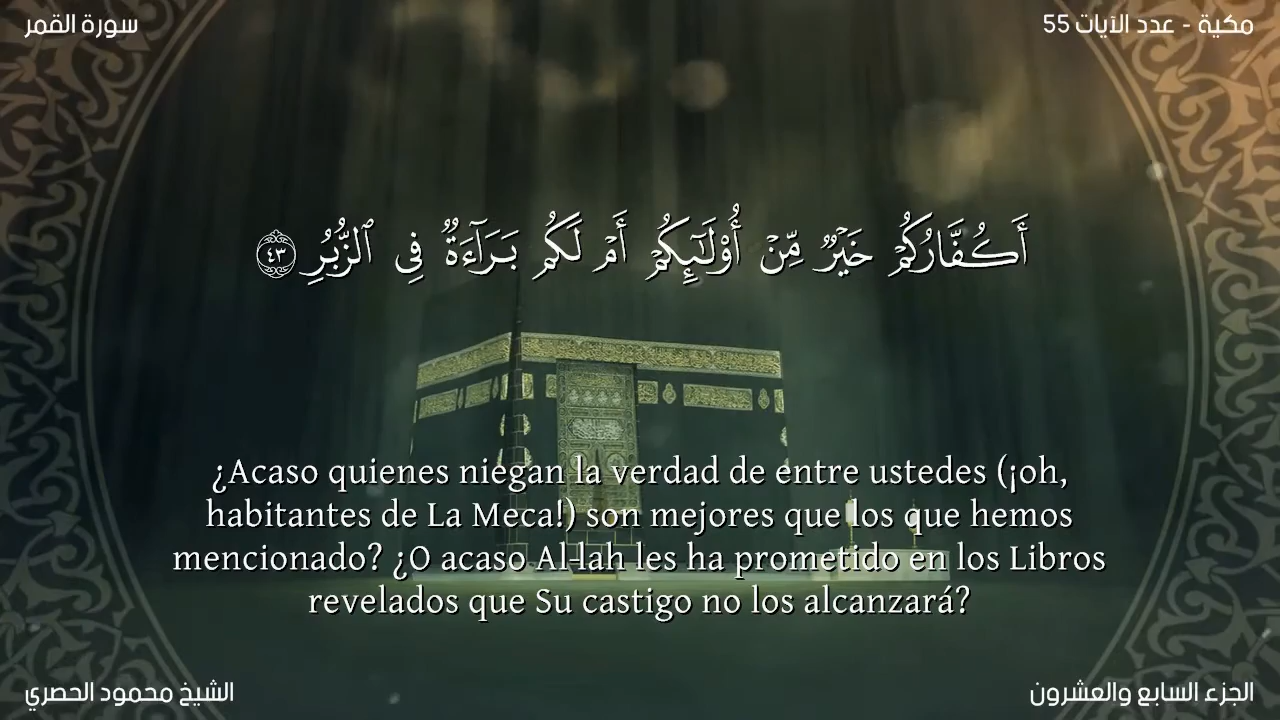 سورة القمر
مكية - عدد الآيات 55
أَكُفَّارُكُمْ خَيْرٌ مِّنْ أُو۟لَـٰٓئِكُمْ أَمْ لَكُم بَرَآءَةٌ فِى ٱلزُّبُرِ ٤٣
¿Acaso quienes niegan la verdad de entre ustedes (¡oh,
habitantes de La Meca!) son mejores que los que hemos
mencionado? ¿O acaso Al-lah les ha prometido en los Libros
revelados que Su castigo no los alcanzará?
الشيخ محمود الحصري
الجزء السابع والعشرون